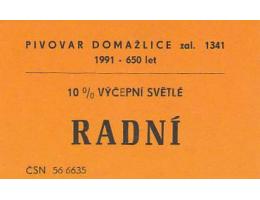 PIVOVAR DOMAŽLICE zal. 1341
1991 - 650 let
10 % VÝČEPNÍ SVĚTLÉ
RADNÍ
ČSN 56 6635